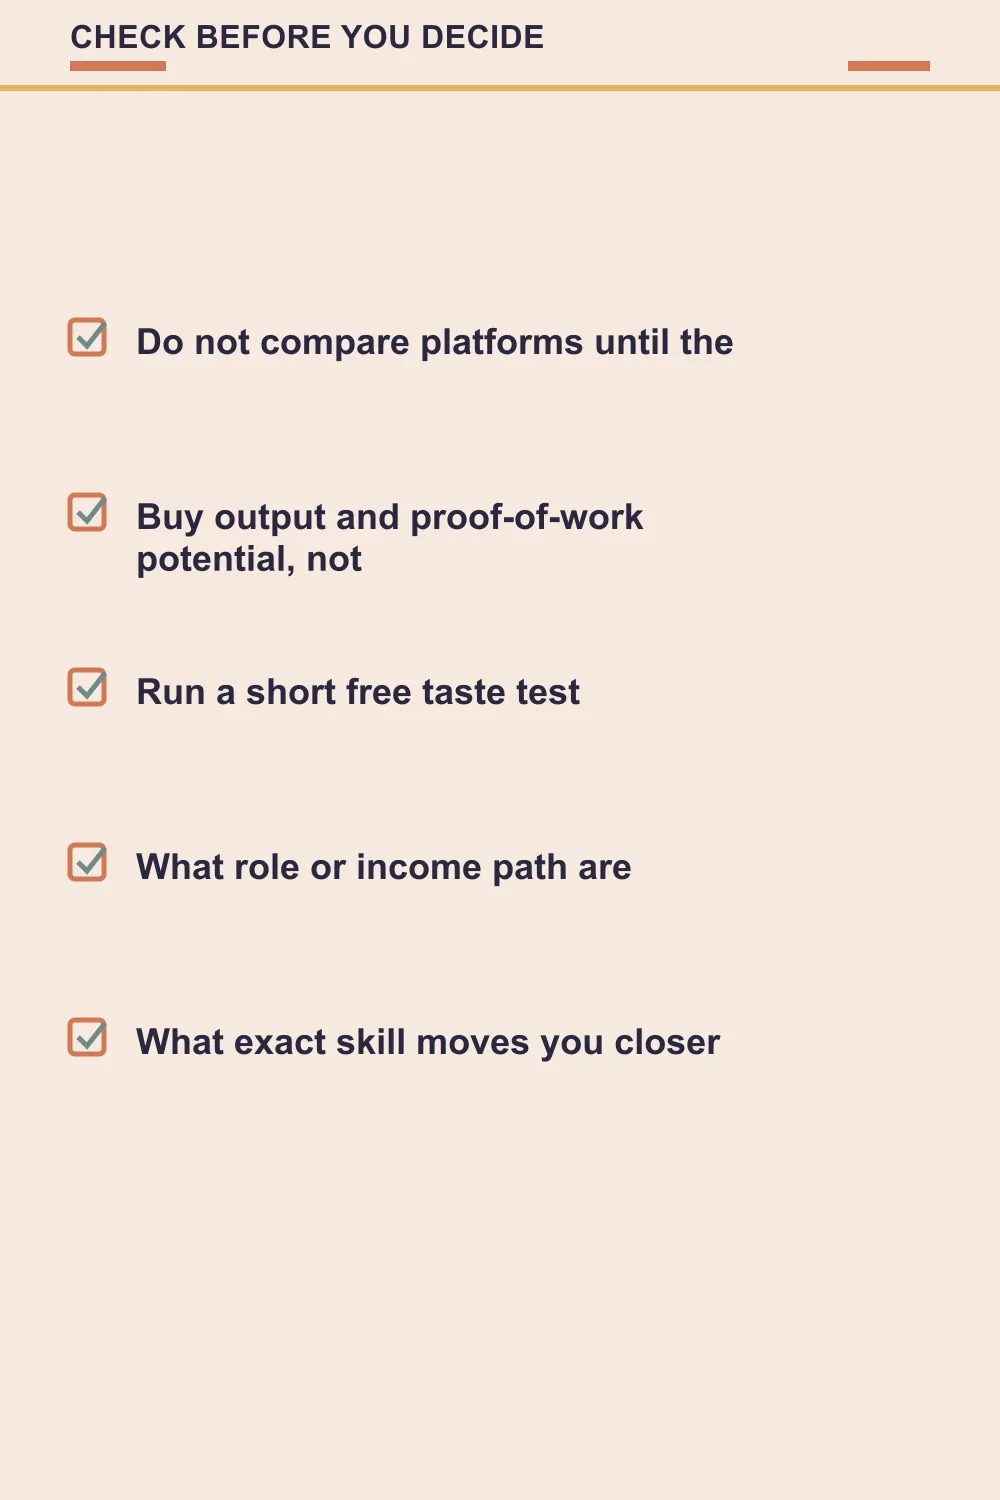 CHECK BEFORE YOU DECIDE
Do not compare platforms until the
Buy output and proof-of-work
potential, not
Run a short free taste test
What role or income path are
What exact skill moves you closer